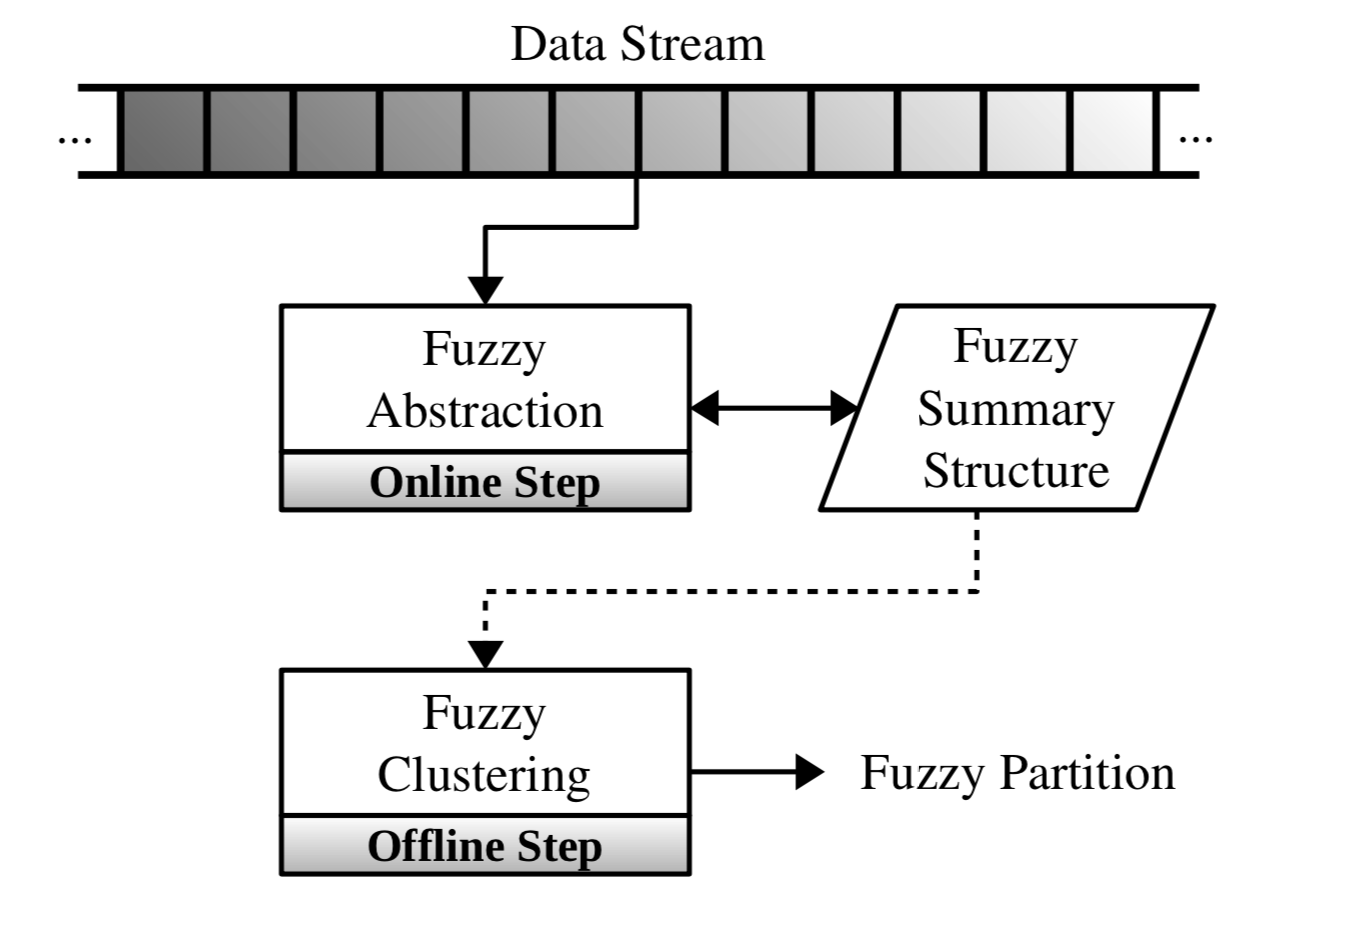 Data Stream
... ...
Fuzzy
Abstraction
Online Step
Fuzzy
Summary
Structure
Fuzzy
Clustering
Offline Step
Fuzzy Partition